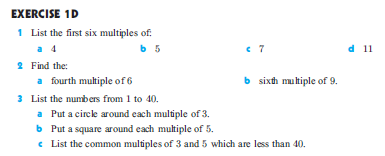 EXERCISE 1D
1 List the first six multiples of:
a 4 b 5 c 7 d 11
2 Find the:
a fourth multiple of 6 b sixth multiple of 9.
3 List the numbers from 1 to 40.
a Put a circle around each multiple of 3.
b Put a square around each multiple of 5.
c List the common multiples of 3 and 5 which are less than 40.